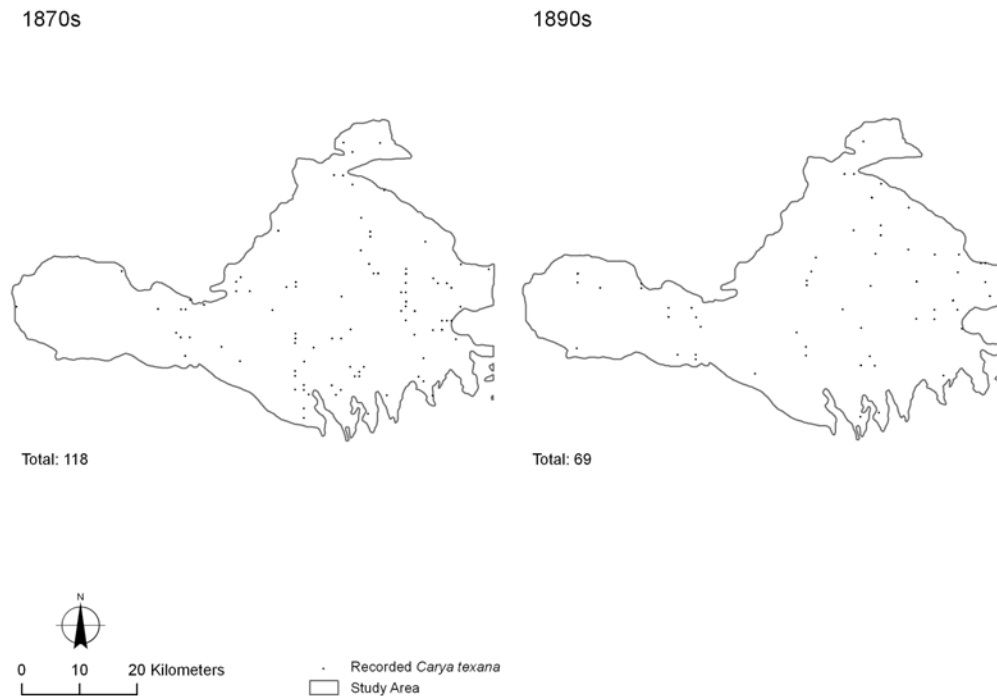 1870s
1890s
Total: 118
Total: 69
N
0 10 20 Kilometers
Recorded Carya texana
Study Area